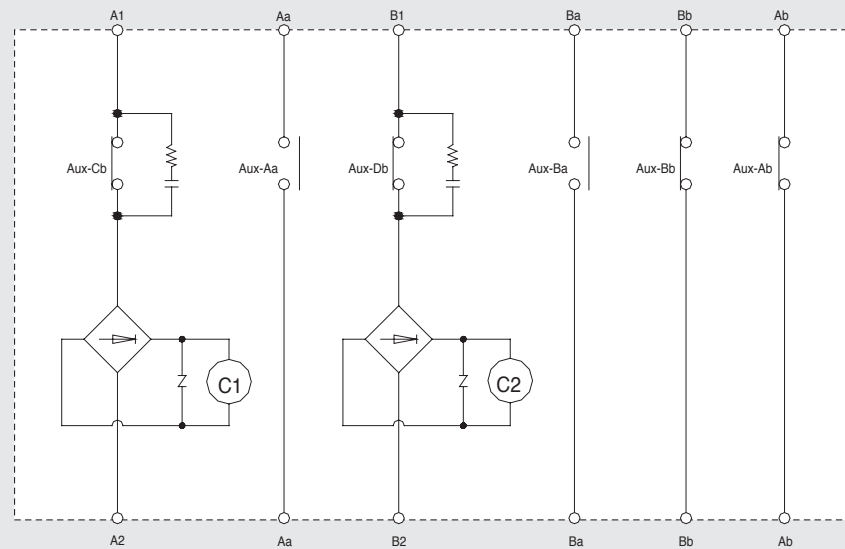 A1 Aa B1 Ba Bb Ab
Aux-Cb Aux-Aa Aux-Db Aux-Ba Aux-Bb Aux-Ab
C1 C2
A2 Aa B2 Ba Bb Ab